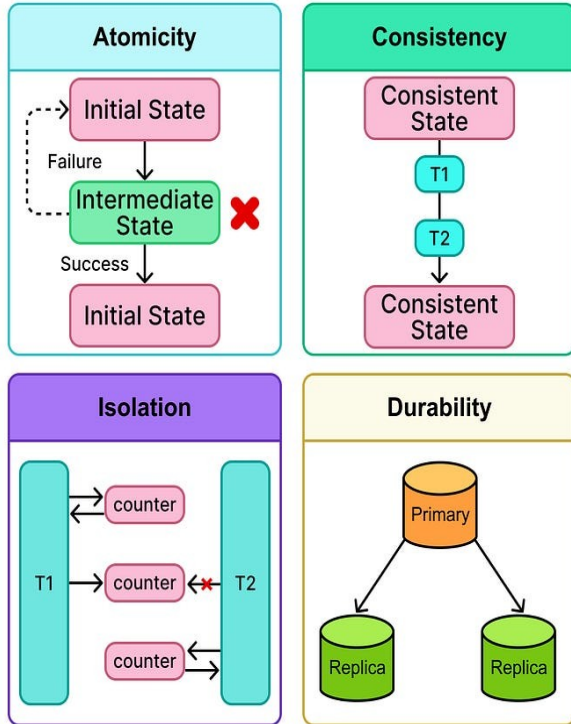 Atomicity
Initial State
Failure
Intermediate
State
Success
Initial State
Consistency
Consistent
State
T1
T2
Consistent
State
Isolation
T1
counter
counter
counter
T2
Durability
Primary
Replica
Replica